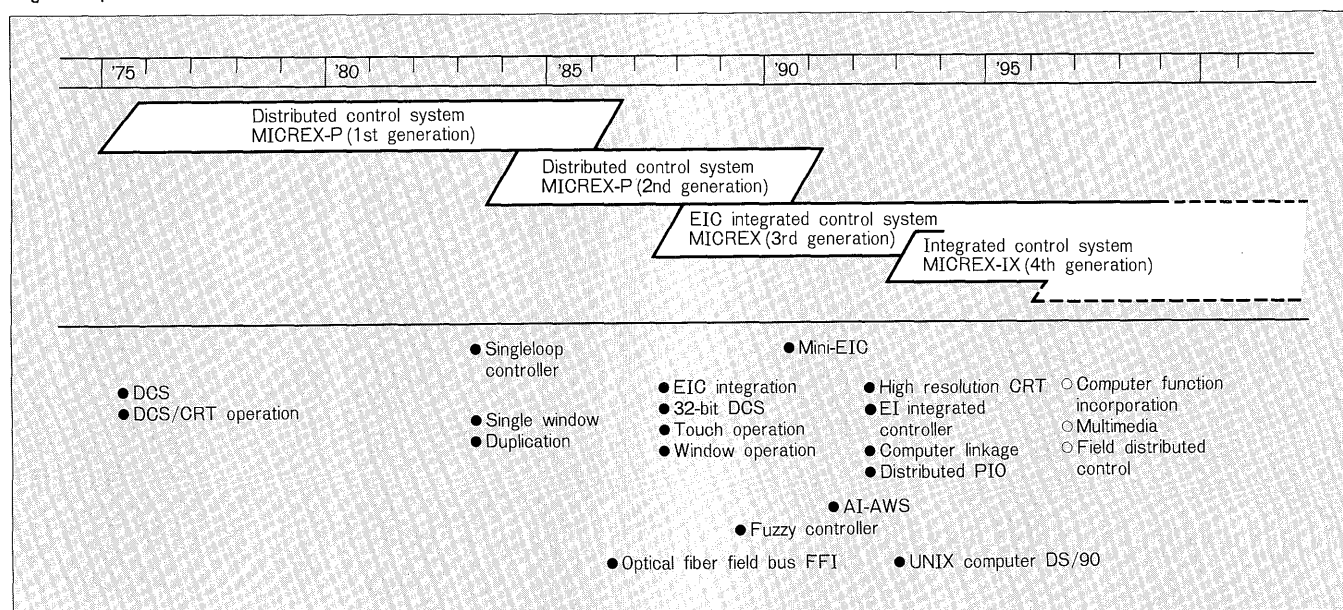 '75 '80 '85 '90 '95
Distributed control system
MICREX-P (1st generation)
Distributed control system
MICREX-P (2nd generation)
EIC integrated control system
MICREX (3rd generation)
Integrated control system
MICREX-IX (4th generation)
● DCS
● DCS/CRT operation
● Singleloop
controller
● Single window
● Duplication
● Mini-EIC
● EIC integration
● 32-bit DCS
● Touch operation
● Window operation
● High resolution CRT
● EI integrated
controller
● Computer linkage
● Distributed PIO
○ Computer function
incorporation
○ Multimedia
○ Field distributed
control
● AI-AWS
● Fuzzy controller
● Optical fiber field bus FFI
● UNIX computer DS/90